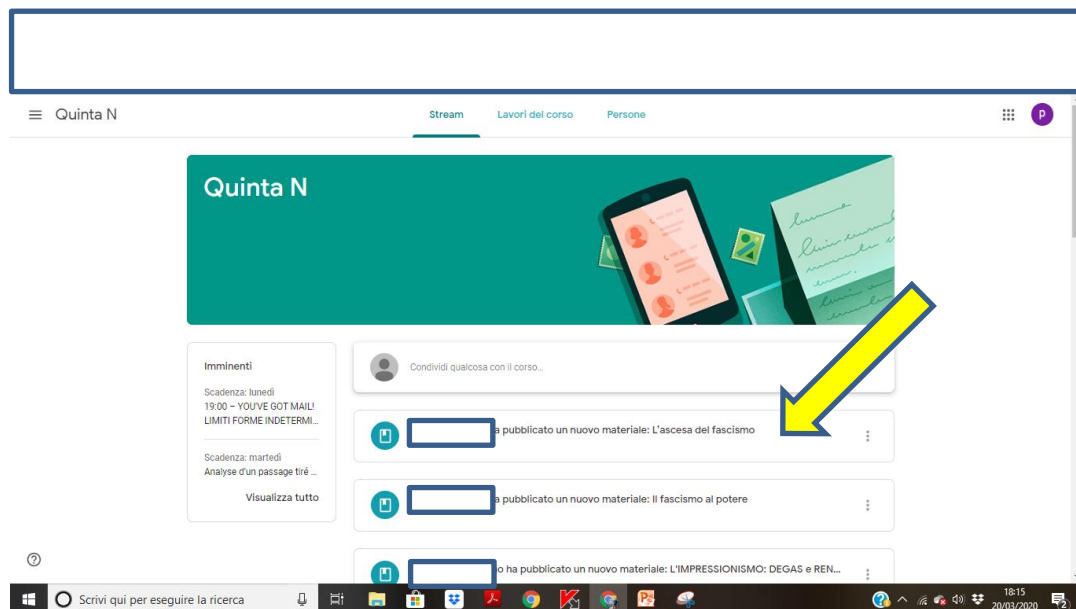 Quinta N
Stream Lavori del corso Persone
p
Quinta N
Imminenti
Scadenza: lunedì
19:00 – YOU'VE GOT MAIL!
LIMITI FORME INDETERMI...
Scadenza: martedì
Analyse d'un passage tiré ...
Visualizza tutto
Condividi qualcosa con il corso...
a pubblicato un nuovo materiale: L'ascesa del fascismo
a pubblicato un nuovo materiale: Il fascismo al potere
o ha pubblicato un nuovo materiale: L'IMPRESSIONISMO: DEGAS e REN...
Scrivi qui per eseguire la ricerca
18:15
20/03/2020
2